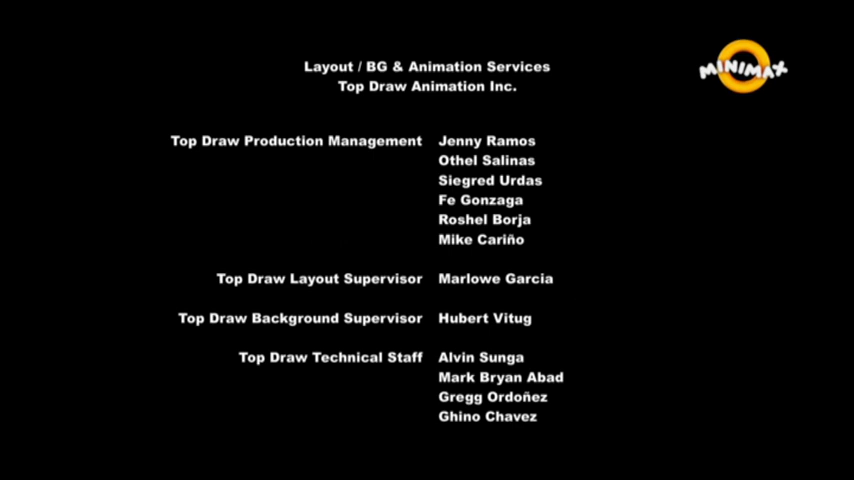 Layout / BG & Animation Services
Top Draw Animation Inc.
MINIMAX
Top Draw Production Management Jenny Ramos
Othel Salinas
Siegred Urdas
Fe Gonzaga
Roshel Borja
Mike Cariño
Top Draw Layout Supervisor Marlowe Garcia
Top Draw Background Supervisor Hubert Vitug
Top Draw Technical Staff Alvin Sunga
Mark Bryan Abad
Gregg Ordoñez
Ghino Chavez